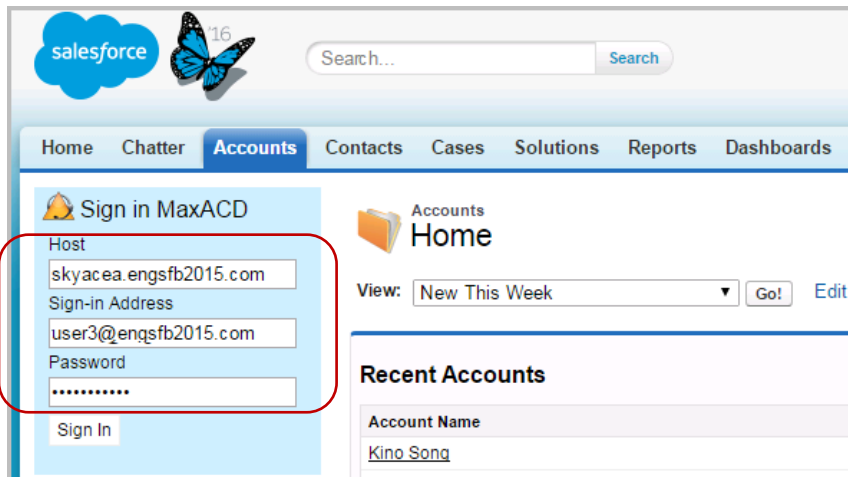 salesforce
'16
Search...
Search
Home Chatter Accounts Contacts Cases Solutions Reports Dashboards
Sign in MaxACD
Host
skyacea.engsfb2015.com
Sign-in Address
user3@engsfb2015.com
Password
•••••••••••
Sign In
Accounts
Home
View: New This Week Go! Edit
Recent Accounts
Account Name
Kino Song